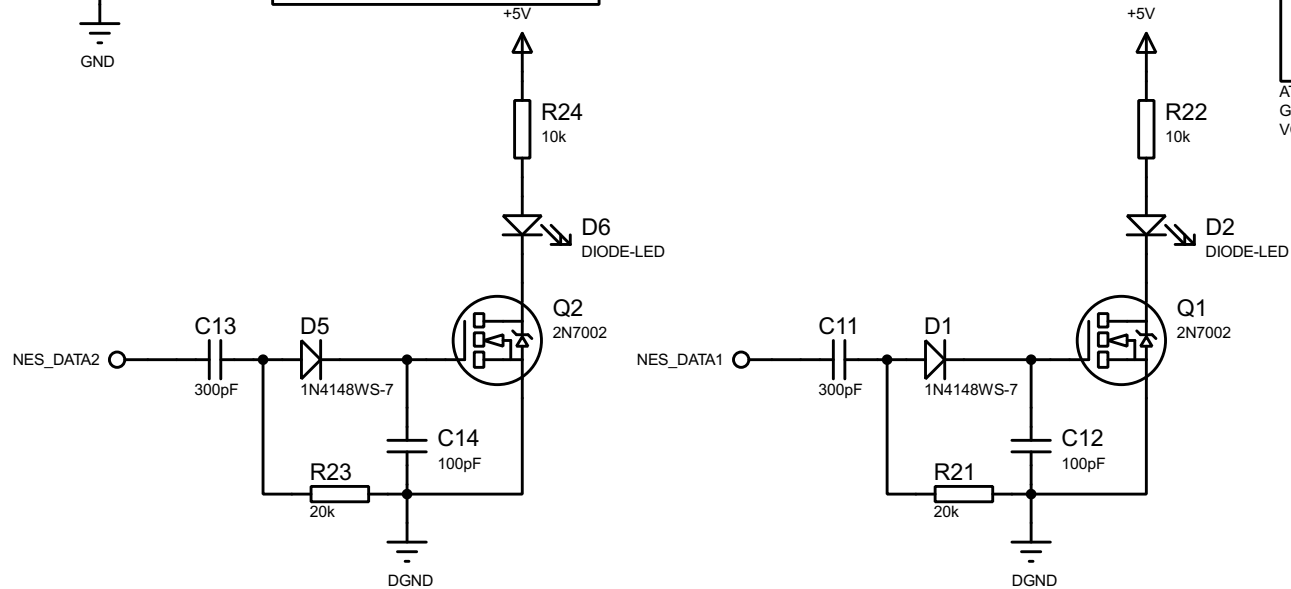 GND
+5V
R24
10k
D6
DIODE-LED
Q2
2N7002
NES_DATA2
C13
300pF
D5
1N4148WS-7
C14
100pF
R23
20k
DGND
+5V
R22
10k
D2
DIODE-LED
Q1
2N7002
NES_DATA1
C11
300pF
D1
1N4148WS-7
C12
100pF
R21
20k
DGND